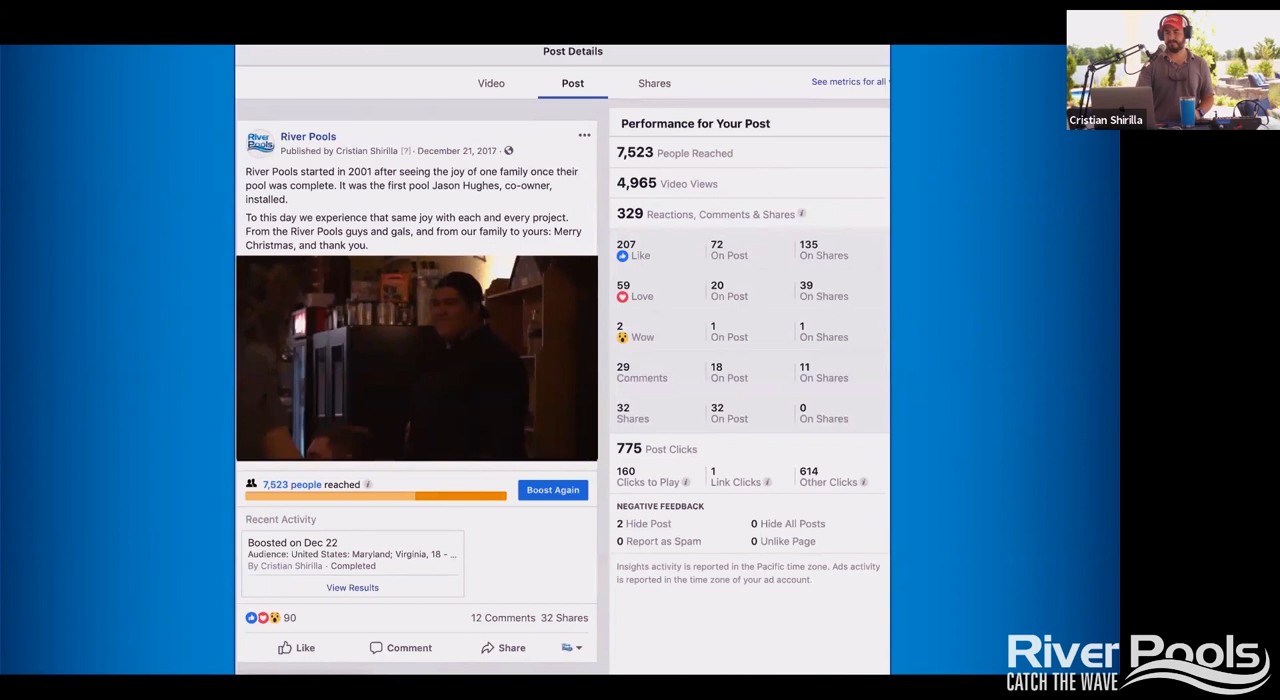 Post Details
Video
Post
Shares
See metrics for all
River Pools
Published by Cristian Shirilla [?] · December 21, 2017 ·
River Pools started in 2001 after seeing the joy of one family once their
pool was complete. It was the first pool Jason Hughes, co-owner,
installed.
To this day we experience that same joy with each and every project.
From the River Pools guys and gals, and from our family to yours: Merry
Christmas, and thank you.
7,523 people reached
Boost Again
Recent Activity
Boosted on Dec 22
Audience: United States: Maryland; Virginia, 18 - ...
By Cristian Shirilla · Completed
View Results
90
12 Comments 32 Shares
Like
Comment
Share
Performance for Your Post
7,523 People Reached
4,965 Video Views
329 Reactions, Comments & Shares
207 72 135
Like On Post On Shares
59 20 39
Love On Post On Shares
2 1 1
Wow On Post On Shares
29 18 11
Comments On Post On Shares
32 32 0
Shares On Post On Shares
775 Post Clicks
160 1 614
Clicks to Play Link Clicks Other Clicks
NEGATIVE FEEDBACK
2 Hide Post 0 Hide All Posts
0 Report as Spam 0 Unlike Page
Insights activity is reported in the Pacific time zone. Ads activity
is reported in the time zone of your ad account.
Cristian Shirilla
River Pools
CATCH THE WAVE